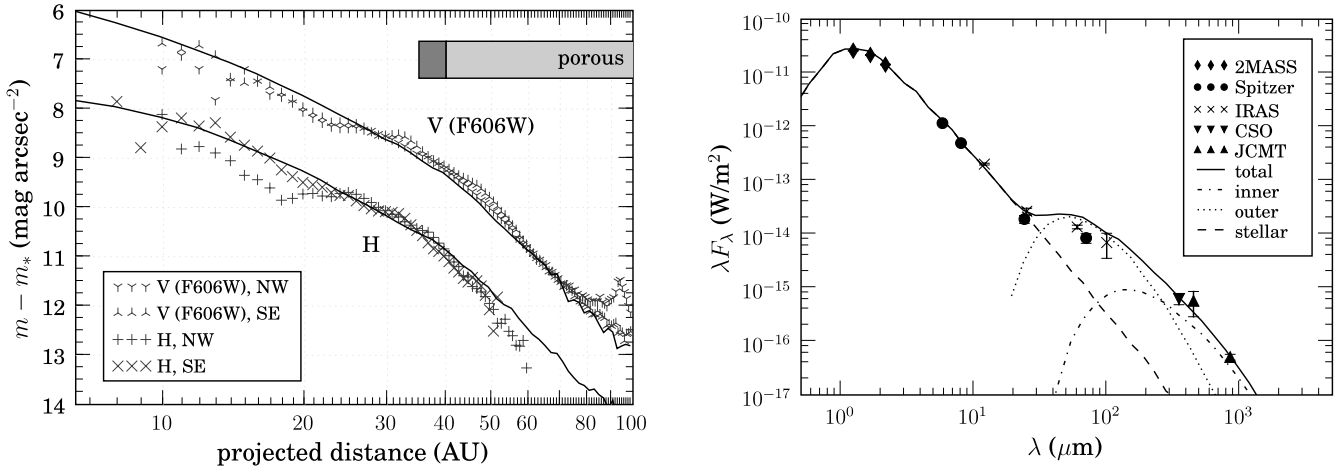 6
7
8
9
10
11
12
13
14
m − m* (mag arcsec⁻²)
porous
V (F606W)
H
V (F606W), NW
V (F606W), SE
H, NW
H, SE
10 20 30 40 50 60 80 100
projected distance (AU)
10⁻¹⁰
10⁻¹¹
10⁻¹²
10⁻¹³
10⁻¹⁴
10⁻¹⁵
10⁻¹⁶
10⁻¹⁷
λFλ (W/m²)
2MASS
Spitzer
IRAS
CSO
JCMT
total
inner
outer
stellar
10⁰ 10¹ 10² 10³
λ (μm)